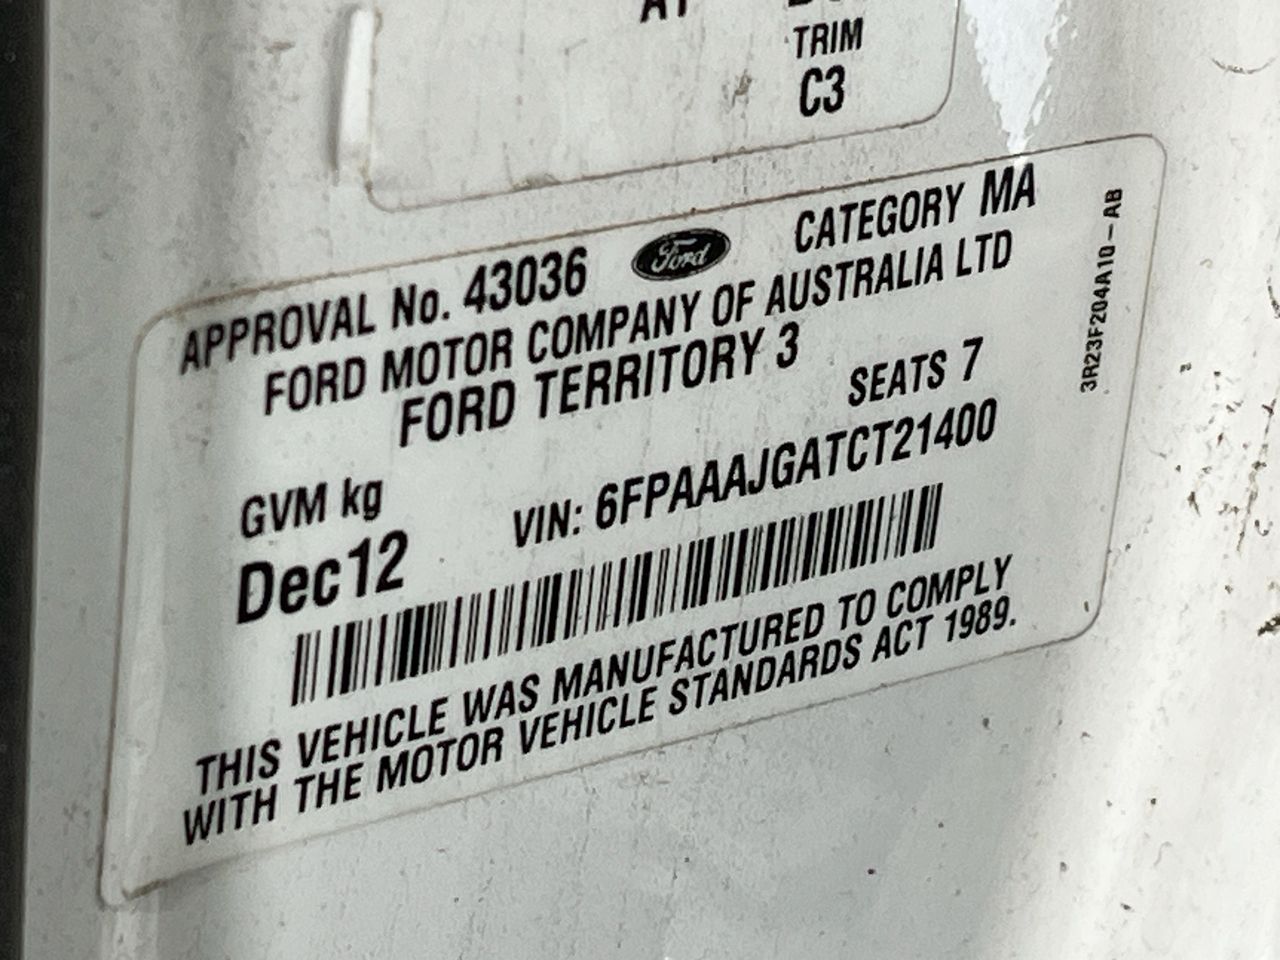 TRIM
C3
APPROVAL No. 43036 Ford CATEGORY MA
FORD MOTOR COMPANY OF AUSTRALIA LTD
FORD TERRITORY 3
SEATS 7
GVM kg
VIN: 6FPAAAJGATCT21400
Dec12
THIS VEHICLE WAS MANUFACTURED TO COMPLY
WITH THE MOTOR VEHICLE STANDARDS ACT 1989.
3R23F204A10-AB